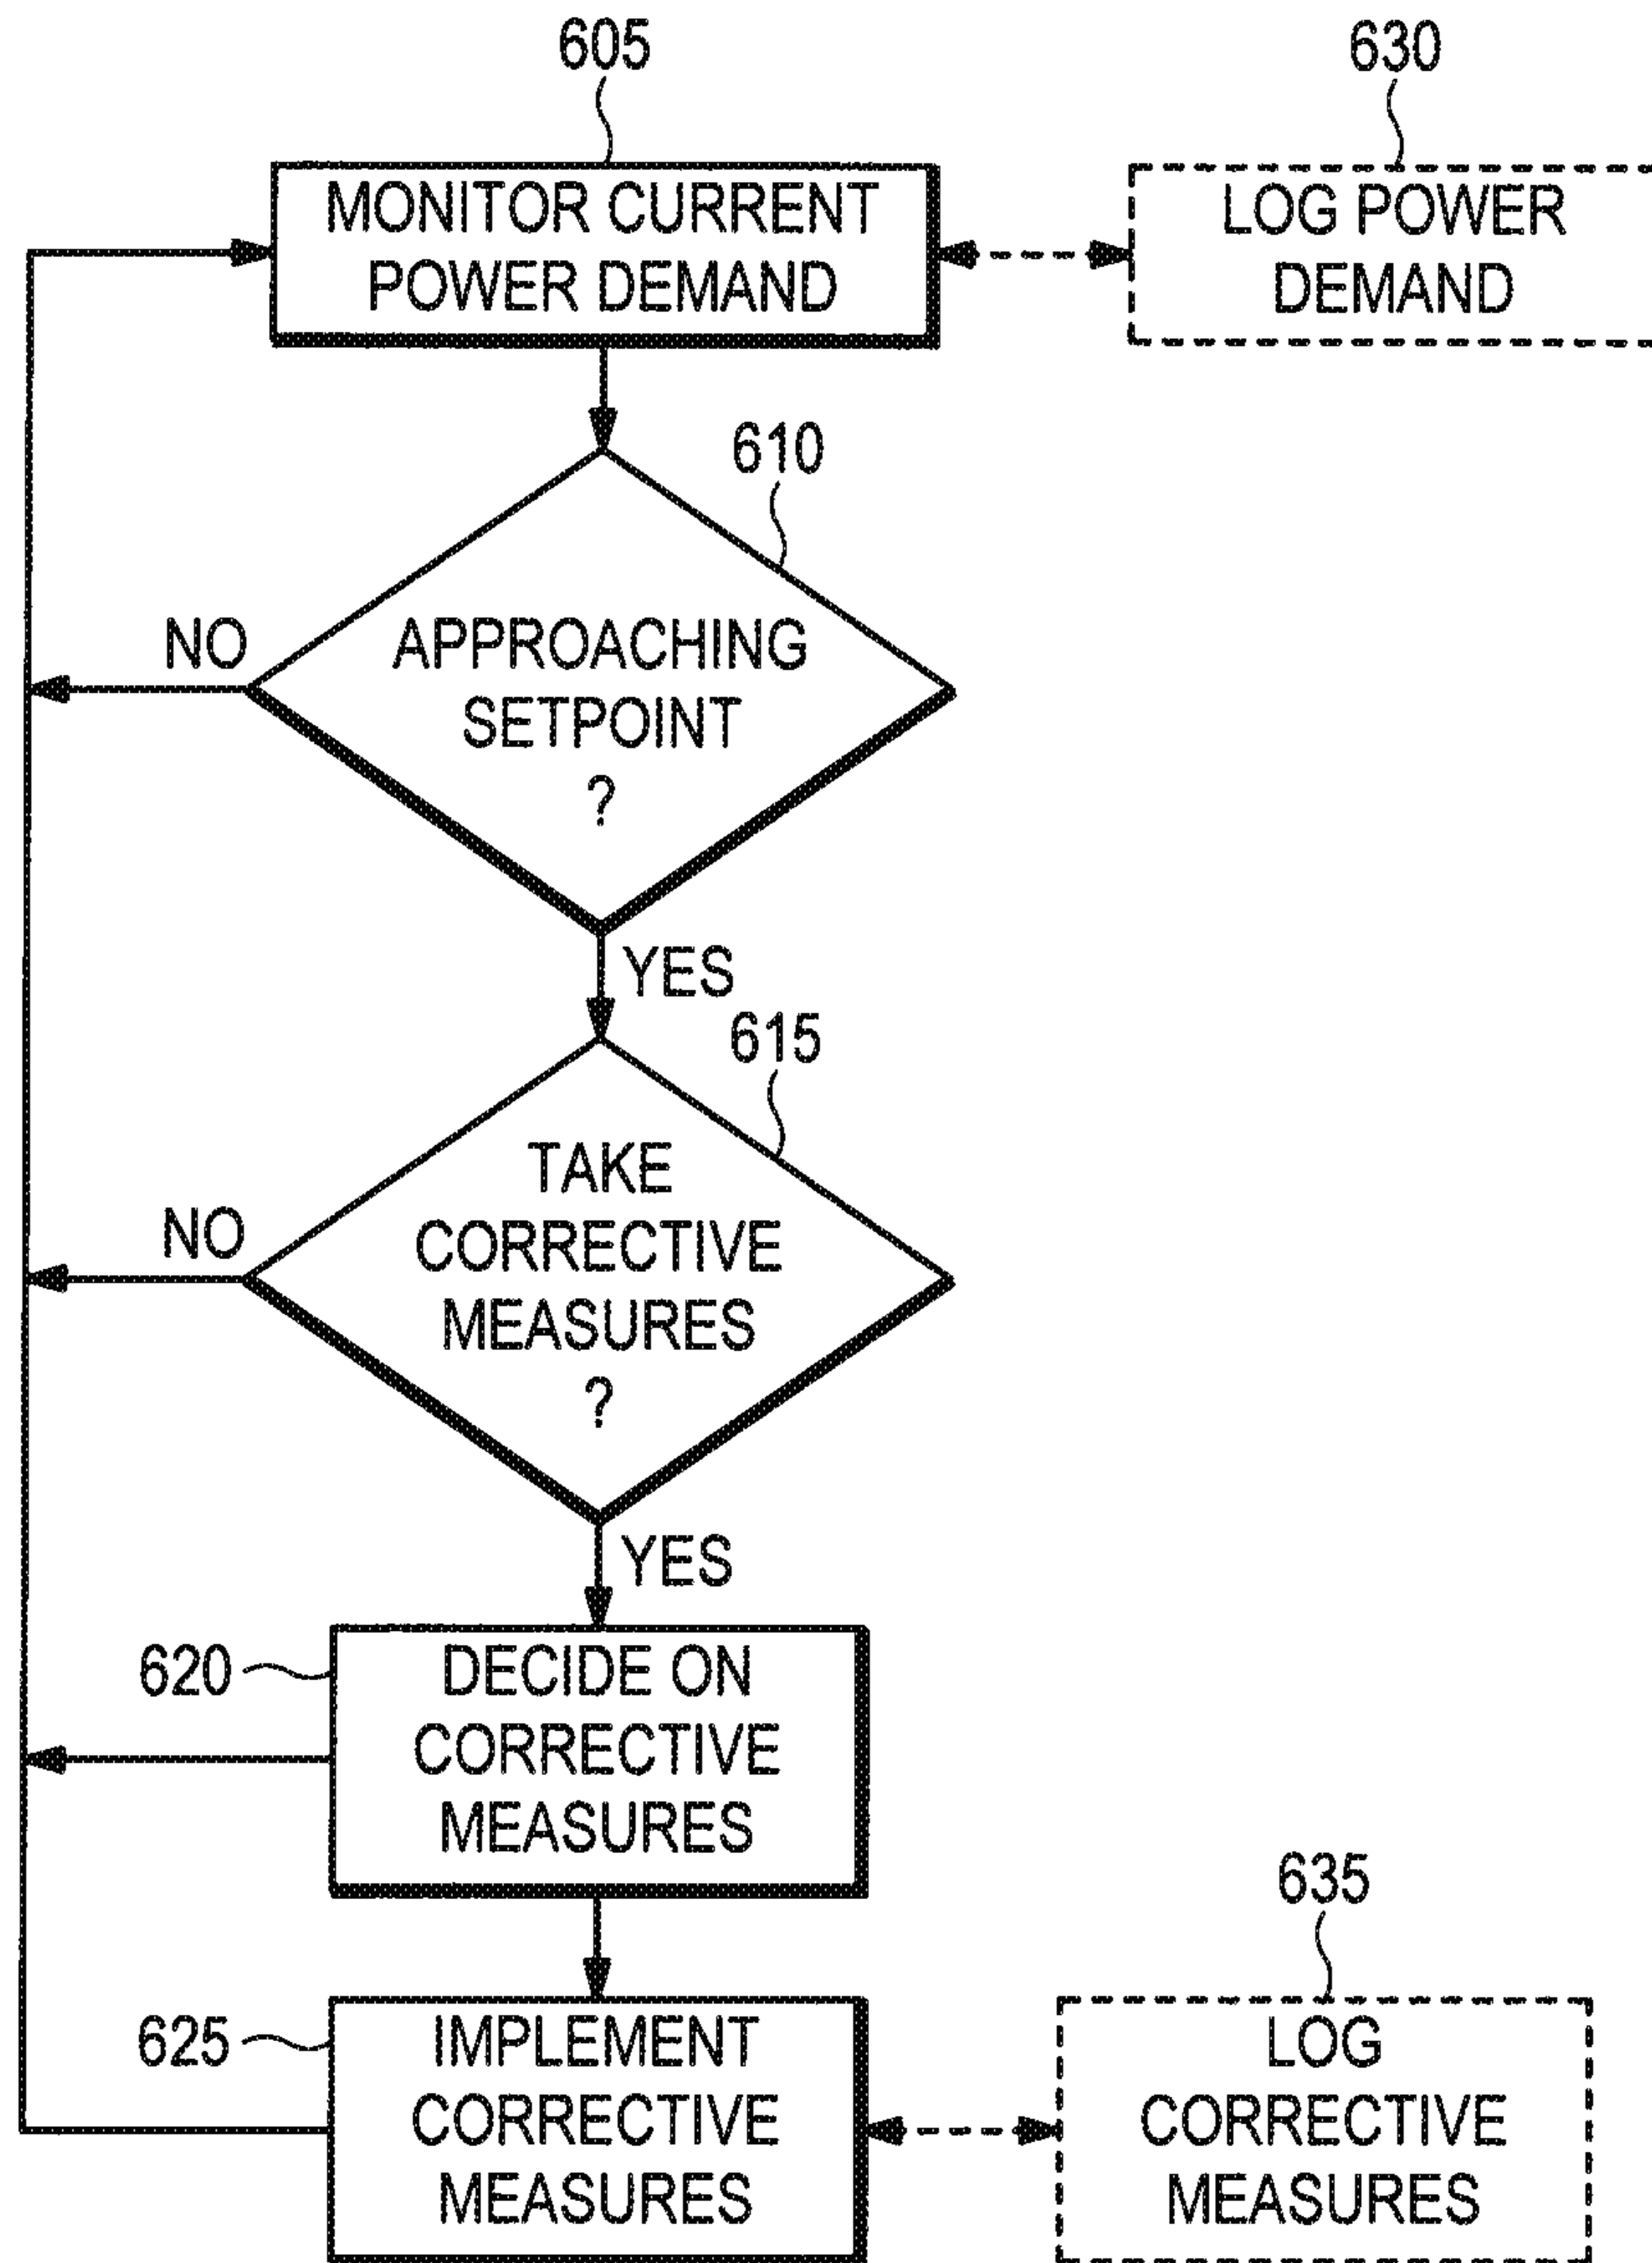 605
630
MONITOR CURRENT
POWER DEMAND
LOG POWER
DEMAND
610
NO
APPROACHING
SETPOINT
?
YES
615
TAKE
CORRECTIVE
MEASURES
?
NO
YES
620
DECIDE ON
CORRECTIVE
MEASURES
635
625
IMPLEMENT
CORRECTIVE
MEASURES
LOG
CORRECTIVE
MEASURES